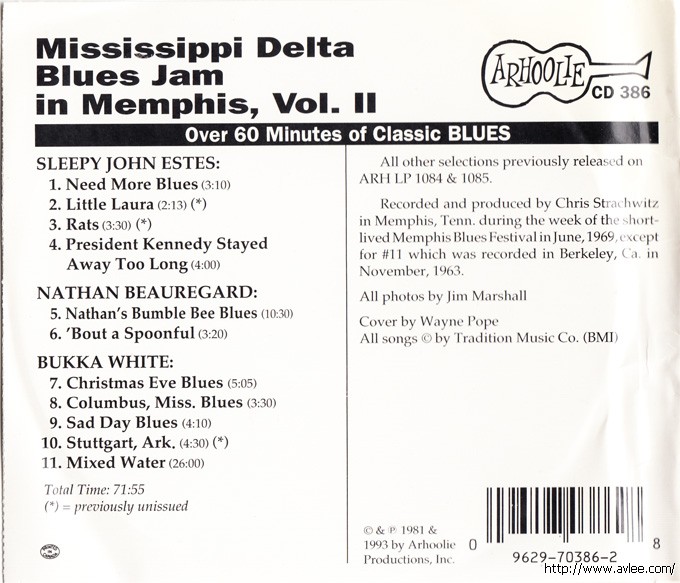 Mississippi Delta
Blues Jam
in Memphis, Vol. II
ARHOOLIE
CD 386
Over 60 Minutes of Classic BLUES
SLEEPY JOHN ESTES:
1. Need More Blues (3:10)
2. Little Laura (2:13) (*)
3. Rats (3:30) (*)
4. President Kennedy Stayed
Away Too Long (4:00)
NATHAN BEAUREGARD:
5. Nathan's Bumble Bee Blues (10:30)
6. 'Bout a Spoonful (3:20)
BUKKA WHITE:
7. Christmas Eve Blues (5:05)
8. Columbus, Miss. Blues (3:30)
9. Sad Day Blues (4:10)
10. Stuttgart, Ark. (4:30) (*)
11. Mixed Water (26:00)
Total Time: 71:55
(*) = previously unissued
All other selections previously released on
ARH LP 1084 & 1085.
Recorded and produced by Chris Strachwitz
in Memphis, Tenn. during the week of the short-
lived Memphis Blues Festival in June, 1969, except
for #11 which was recorded in Berkeley, Ca. in
November, 1963.
All photos by Jim Marshall
Cover by Wayne Pope
All songs © by Tradition Music Co. (BMI)
© & ℗ 1981 &
1993 by Arhoolie
Productions, Inc.
0 9629-70386-2 8
http://www.avlee.com/